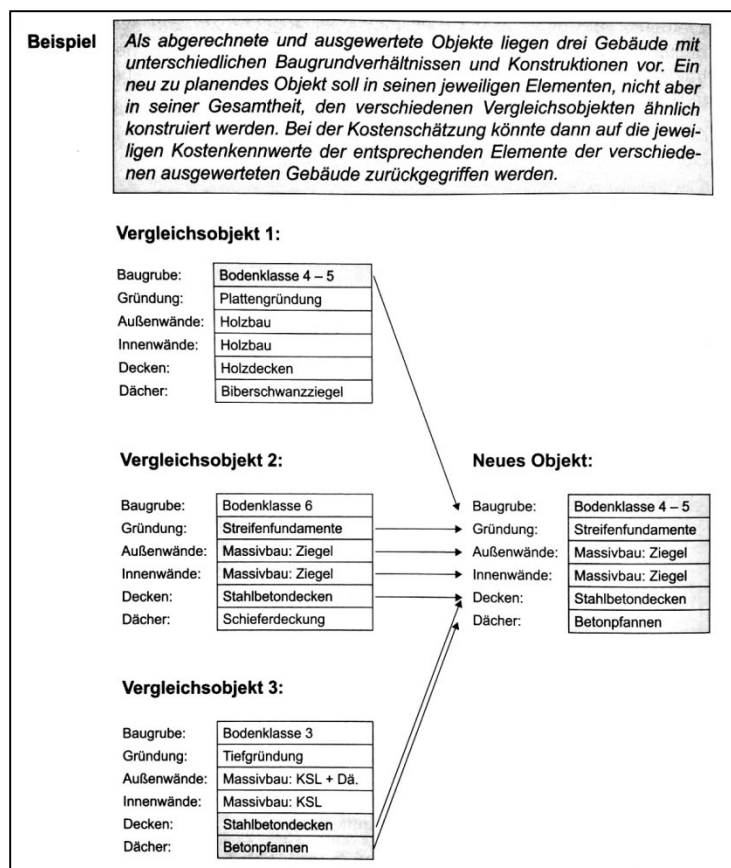 Beispiel
Als abgerechnete und ausgewertete Objekte liegen drei Gebäude mit
unterschiedlichen Baugrundverhältnissen und Konstruktionen vor. Ein
neu zu planendes Objekt soll in seinen jeweiligen Elementen, nicht aber
in seiner Gesamtheit, den verschiedenen Vergleichsobjekten ähnlich
konstruiert werden. Bei der Kostenschätzung könnte dann auf die jewei-
ligen Kostenkennwerte der entsprechenden Elemente der verschiede-
nen ausgewerteten Gebäude zurückgegriffen werden.
Vergleichsobjekt 1:
Baugrube: Bodenklasse 4 – 5
Gründung: Plattengründung
Außenwände: Holzbau
Innenwände: Holzbau
Decken: Holzdecken
Dächer: Biberschwanzziegel
Vergleichsobjekt 2:
Baugrube: Bodenklasse 6
Gründung: Streifenfundamente
Außenwände: Massivbau: Ziegel
Innenwände: Massivbau: Ziegel
Decken: Stahlbetondecken
Dächer: Schieferdeckung
Neues Objekt:
Baugrube: Bodenklasse 4 – 5
Gründung: Streifenfundamente
Außenwände: Massivbau: Ziegel
Innenwände: Massivbau: Ziegel
Decken: Stahlbetondecken
Dächer: Betonpfannen
Vergleichsobjekt 3:
Baugrube: Bodenklasse 3
Gründung: Tiefgründung
Außenwände: Massivbau: KSL + Dä.
Innenwände: Massivbau: KSL
Decken: Stahlbetondecken
Dächer: Betonpfannen